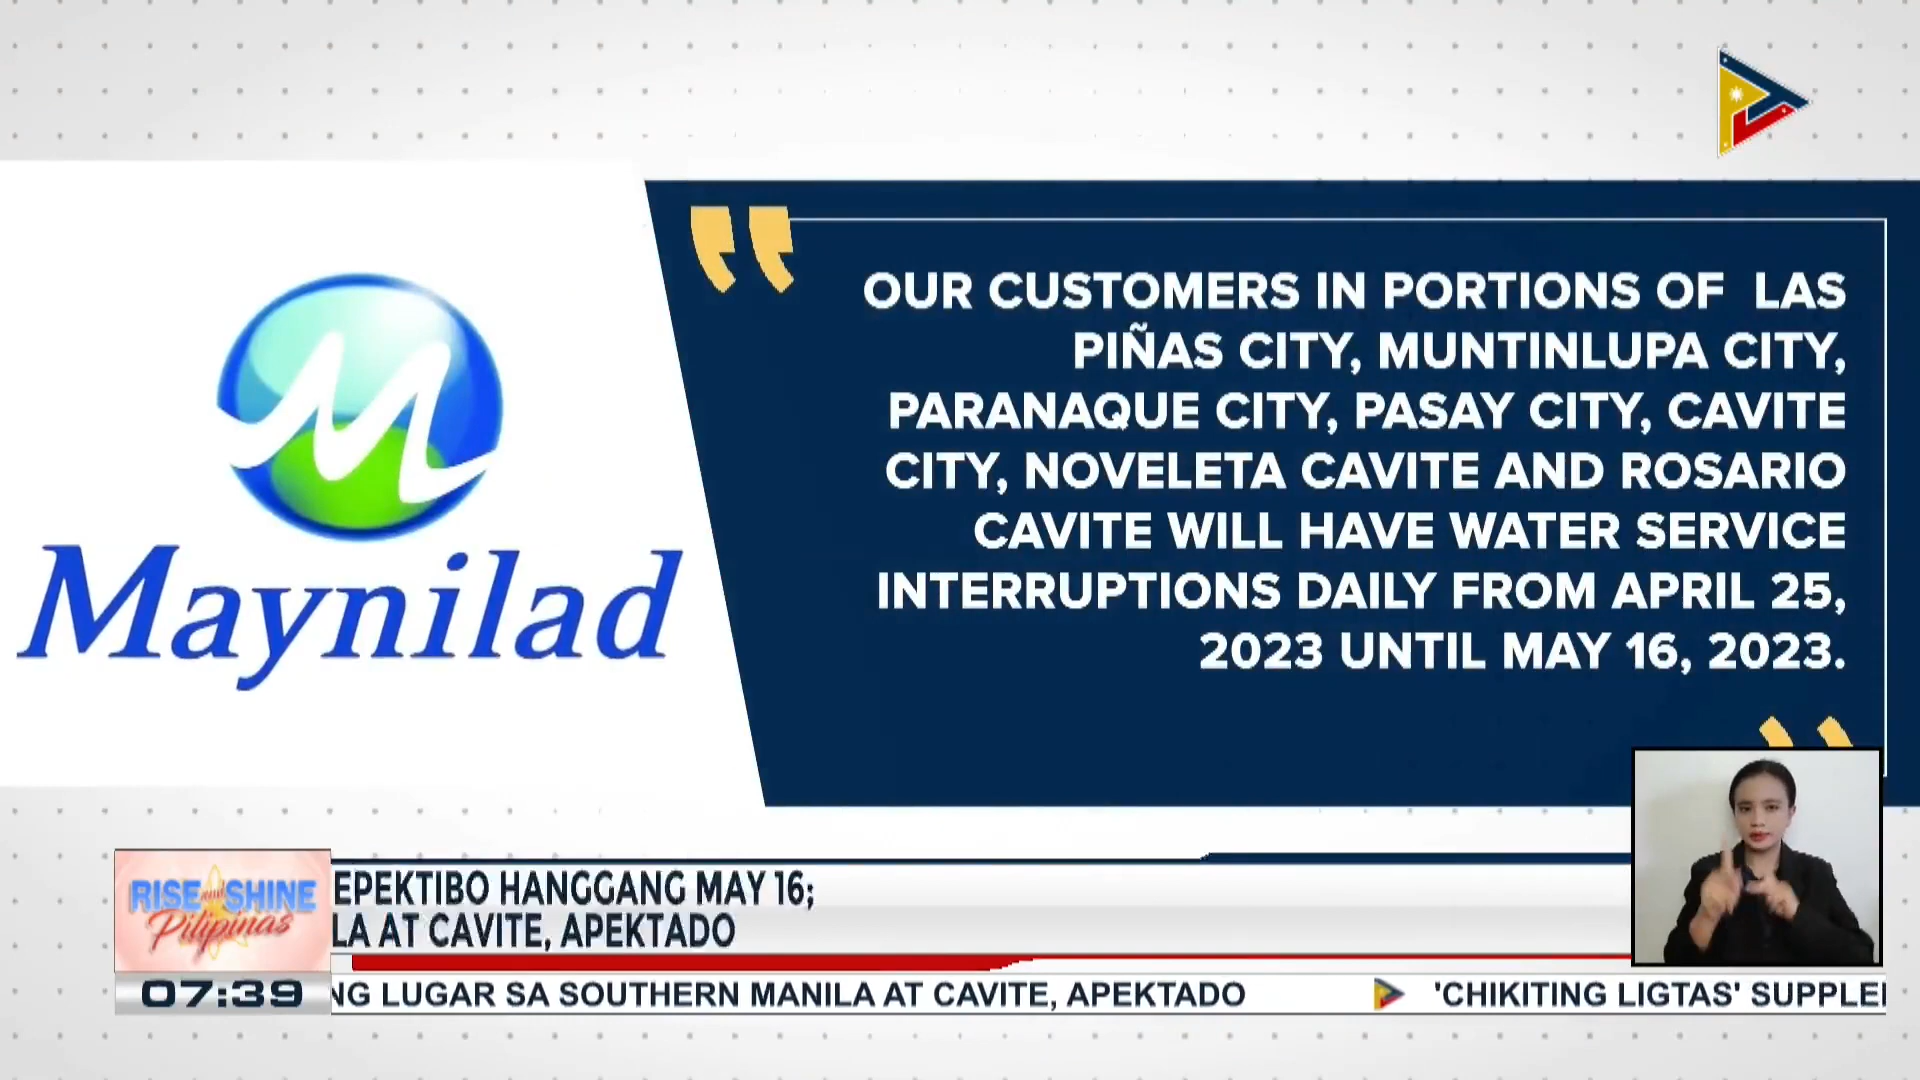 OUR CUSTOMERS IN PORTIONS OF LAS
PIÑAS CITY, MUNTINLUPA CITY,
PARANAQUE CITY, PASAY CITY, CAVITE
CITY, NOVELETA CAVITE AND ROSARIO
CAVITE WILL HAVE WATER SERVICE
INTERRUPTIONS DAILY FROM APRIL 25,
2023 UNTIL MAY 16, 2023.
Maynilad
RISE and SHINE
Pilipinas
EPEKTIBO HANGGANG MAY 16;
LA AT CAVITE, APEKTADO
07:39
NG LUGAR SA SOUTHERN MANILA AT CAVITE, APEKTADO
'CHIKITING LIGTAS' SUPPLE